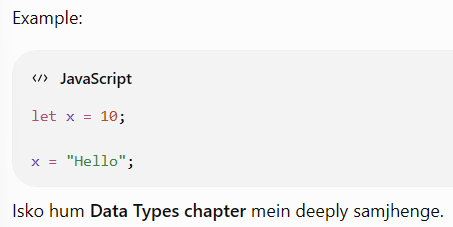 Example:
</> JavaScript
let x = 10;
x = "Hello";
Isko hum Data Types chapter mein deeply samjhenge.